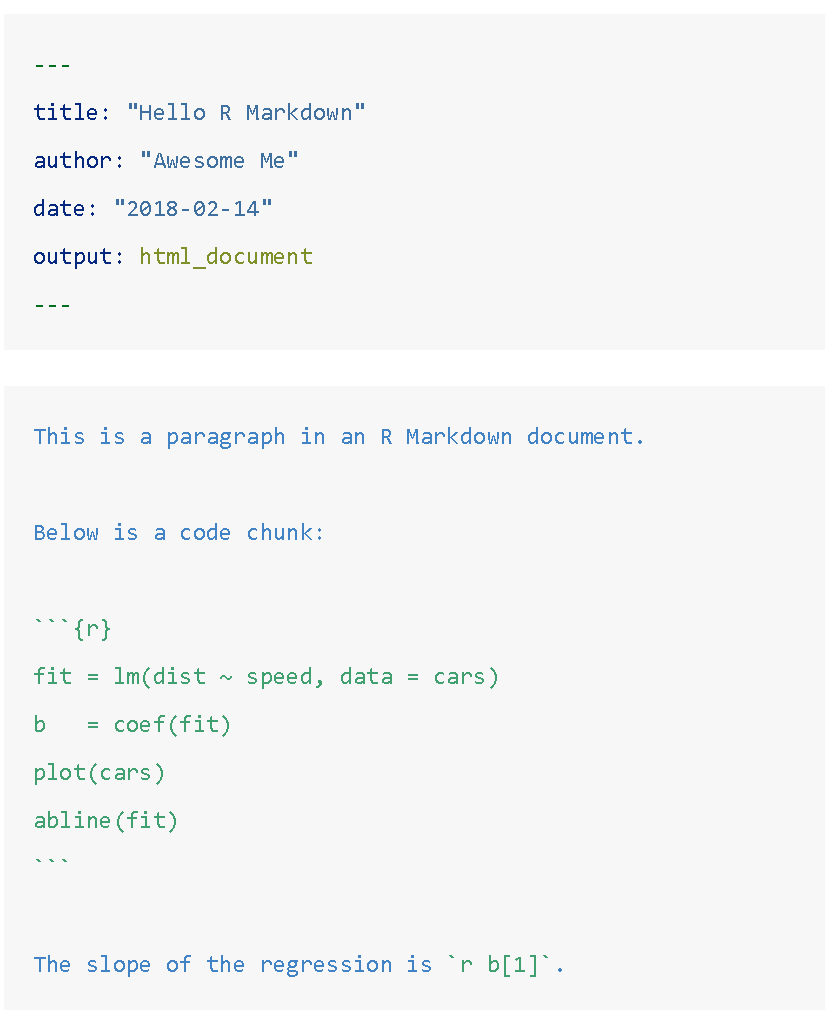 ---
title: "Hello R Markdown"
author: "Awesome Me"
date: "2018-02-14"
output: html_document
---
This is a paragraph in an R Markdown document.
Below is a code chunk:
```{r}
fit = lm(dist ~ speed, data = cars)
b   = coef(fit)
plot(cars)
abline(fit)
```
The slope of the regression is `r b[1]`.